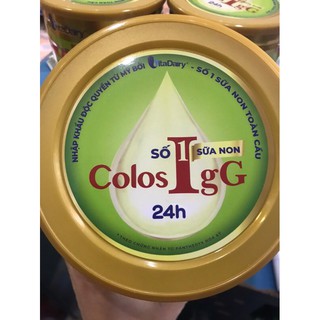 NHẬP KHẨU ĐỘC QUYỀN TỪ MỸ BỞI VitaDairy - SỐ 1 SỮA NON TOÀN CẦU
SỐ 1 SỮA NON
ColosIgG
24h